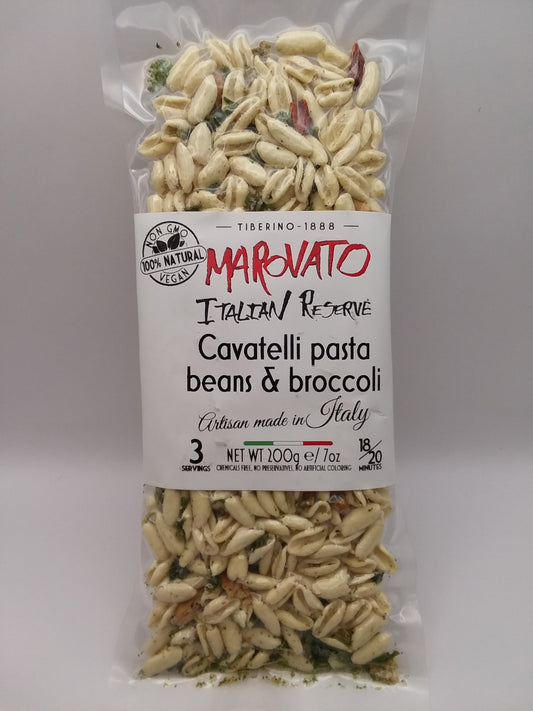 — TIBERINO-1888 —
NON GMO
100% NATURAL
VEGAN
MAROVATO
ITALIAN RESERVE
Cavatelli pasta
beans & broccoli
Artisan made in Italy
3
SERVINGS
NET WT 200g e/ 7oz
CHEMICALS FREE, NO PRESERVATIVES, NO ARTIFICIAL COLORING
18/20
MINUTES